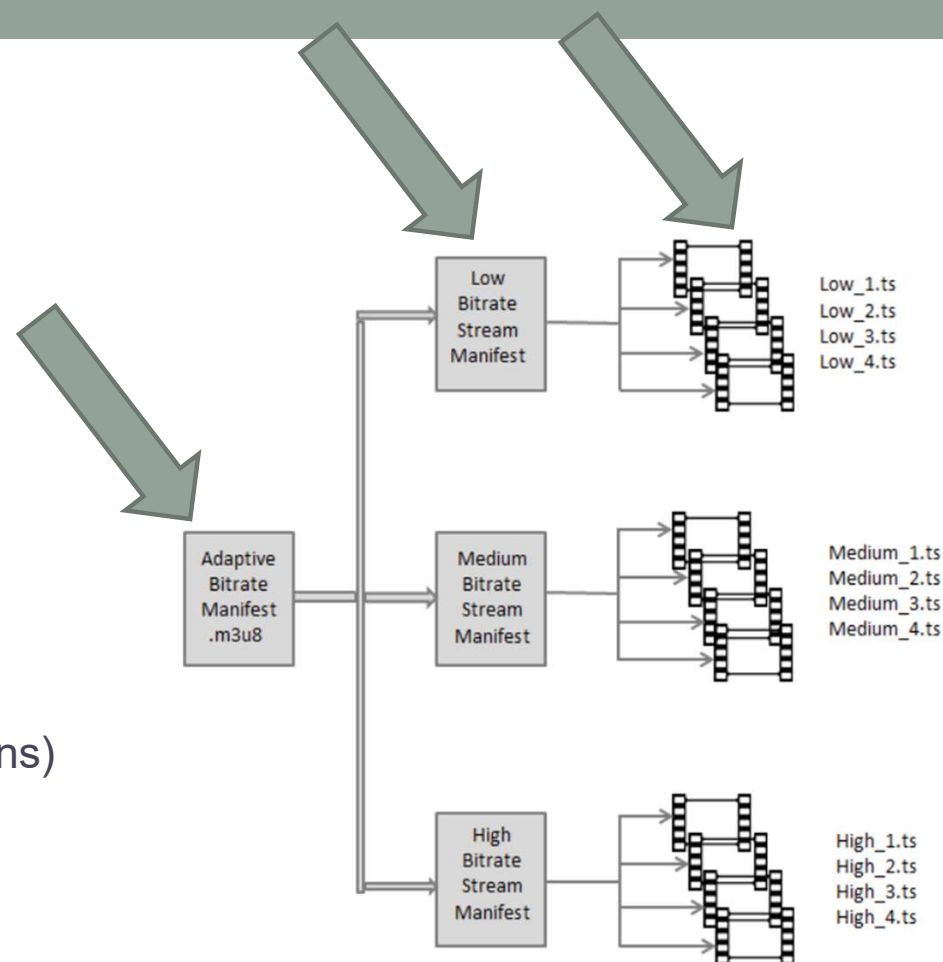 Low
Bitrate
Stream
Manifest
Low_1.ts
Low_2.ts
Low_3.ts
Low_4.ts
Adaptive
Bitrate
Manifest
.m3u8
Medium
Bitrate
Stream
Manifest
Medium_1.ts
Medium_2.ts
Medium_3.ts
Medium_4.ts
ns)
High
Bitrate
Stream
Manifest
High_1.ts
High_2.ts
High_3.ts
High_4.ts